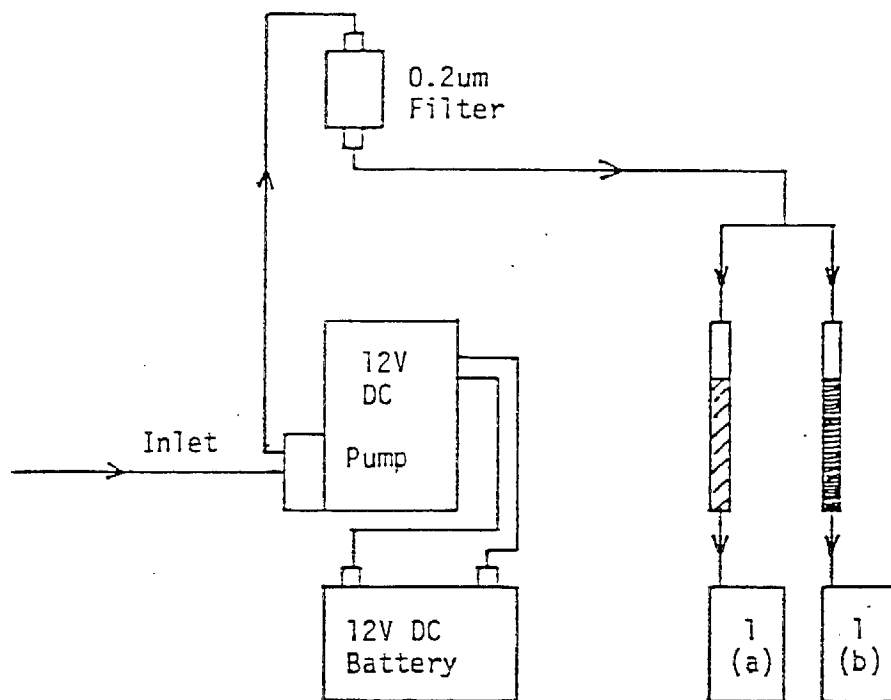 0.2um
Filter
12V
DC
Pump
Inlet
12V DC
Battery
1
(a)
1
(b)